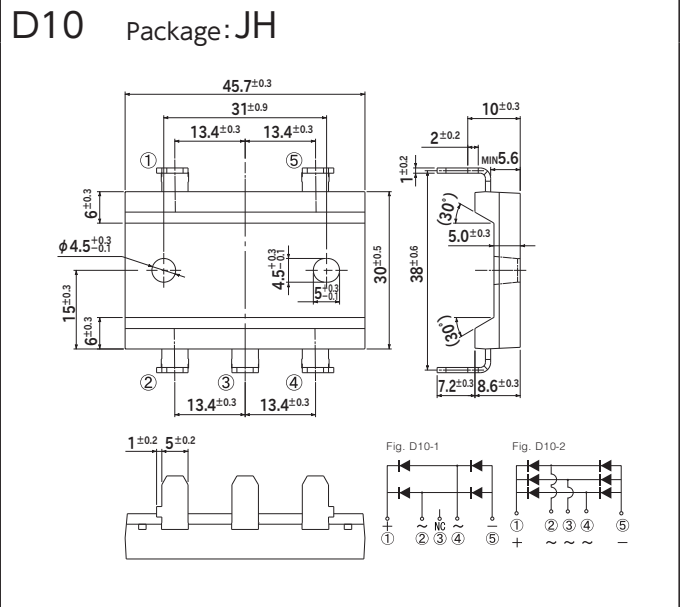 D10 Package: JH
45.7±0.3
31±0.9
13.4±0.3 13.4±0.3
① ⑤
6±0.3
φ4.5+0.3-0.1
4.5+0.3-0.1
5+0.3-0.1
15±0.3
6±0.3
30±0.5
② ③ ④
13.4±0.3 13.4±0.3
10±0.3
2±0.2
MIN5.6
1±0.2
(30°)
5.0±0.3
38±0.6
(30°)
7.2±0.3 8.6±0.3
1±0.2 5±0.2
Fig. D10-1
+ ~ NC ~ −
① ② ③ ④ ⑤
Fig. D10-2
① ② ③ ④ ⑤
+ ~ ~ ~ −